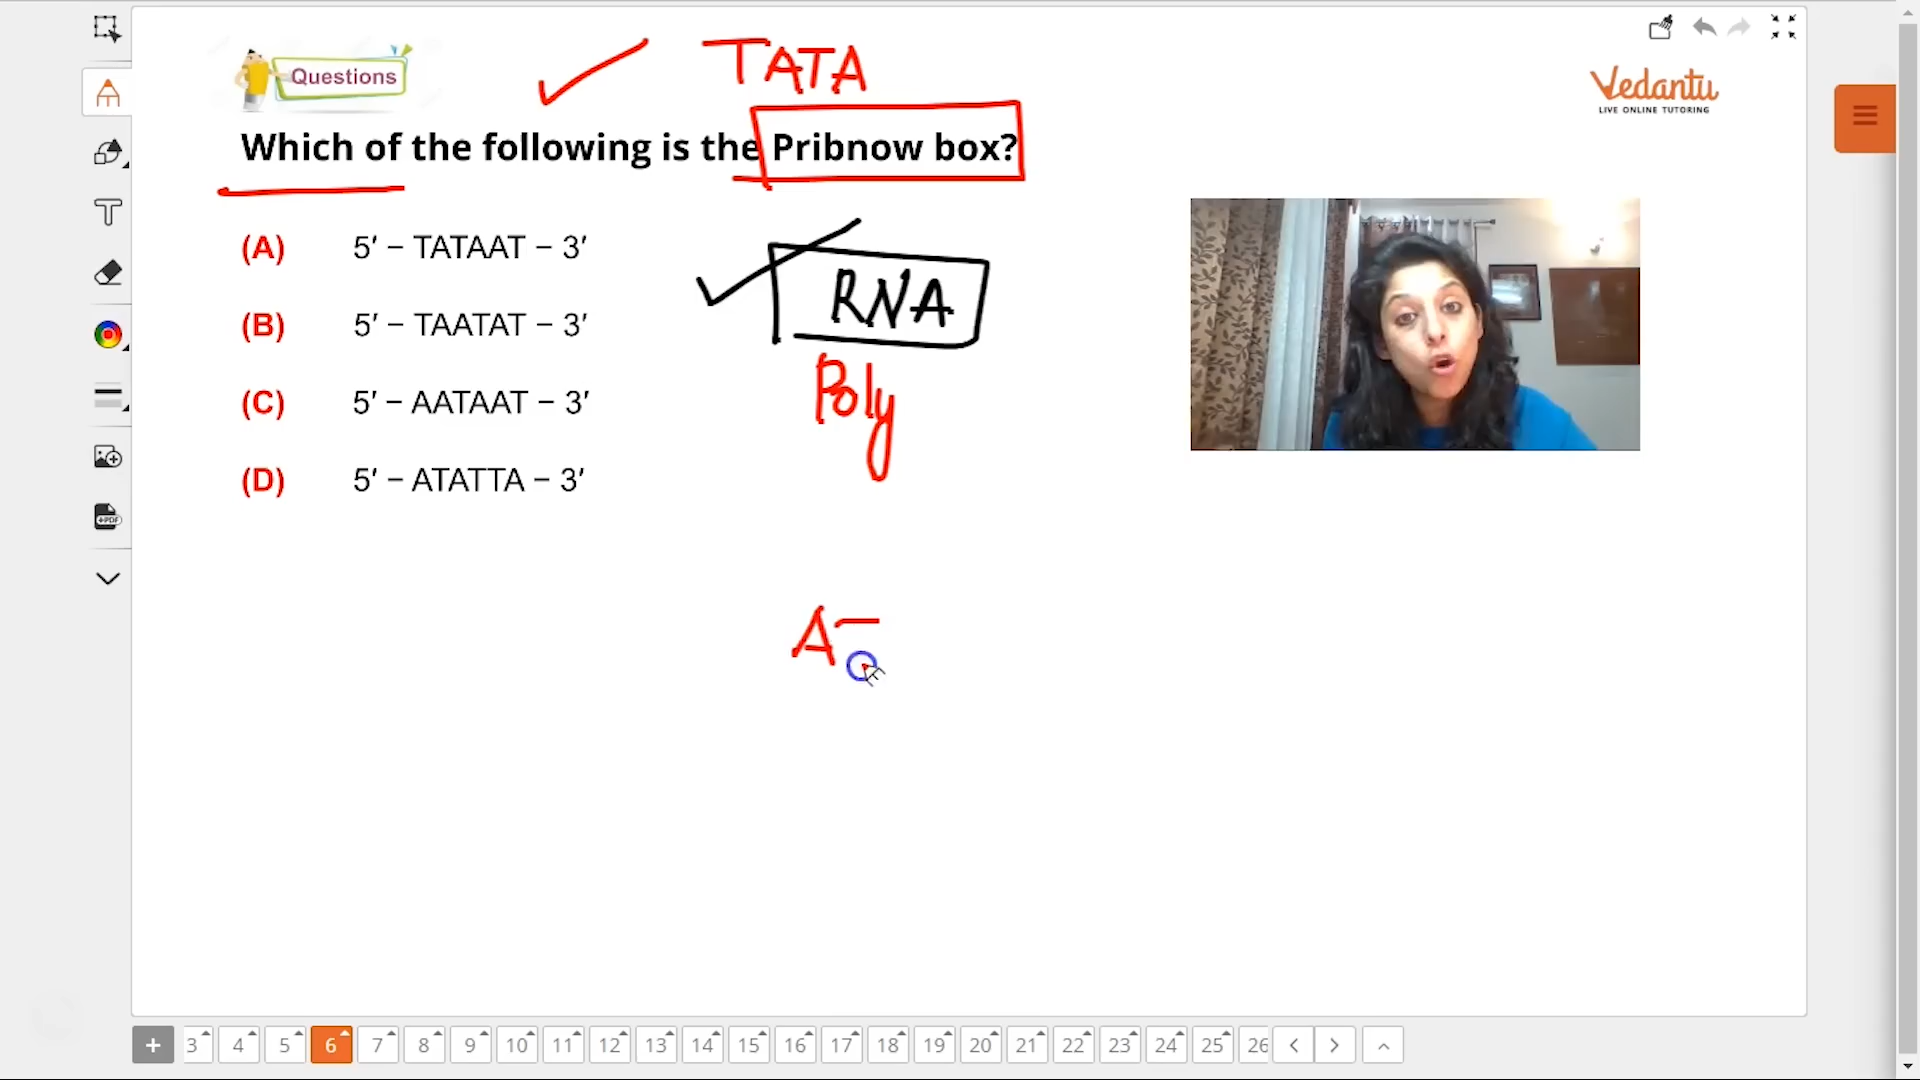 TATA
Questions
Vedantu
LIVE ONLINE TUTORING
Which of the following is the Pribnow box?
(A) 5′ – TATAAT – 3′
(B) 5′ – TAATAT – 3′
(C) 5′ – AATAAT – 3′
(D) 5′ – ATATTA – 3′
RNA
Poly
A
T
PDF
+ 3 4 5 6 7 8 9 10 11 12 13 14 15 16 17 18 19 20 21 22 23 24 25 26 < >